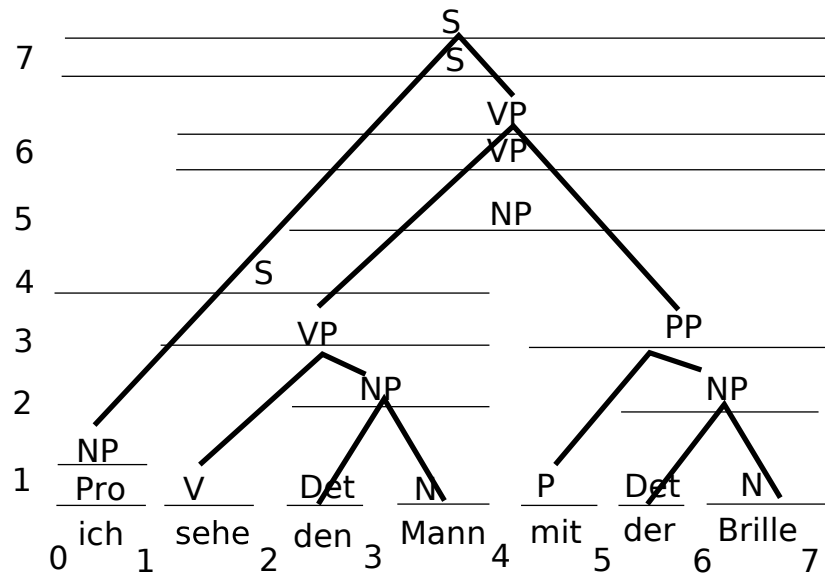 S
7
S
VP
6
VP
5 NP
4 S
3 VP PP
2 NP NP
NP
1 Pro V Det N P Det N
ich sehe den Mann mit der Brille
0 1 2 3 4 5 6 7